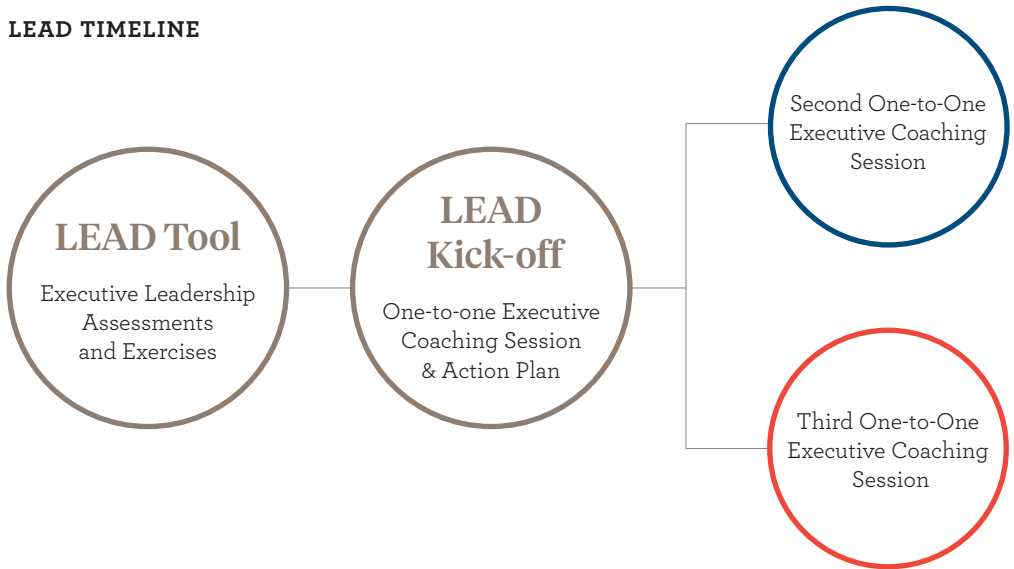 LEAD TIMELINE
LEAD Tool
Executive Leadership
Assessments
and Exercises
LEAD
Kick-off
One-to-one Executive
Coaching Session
& Action Plan
Second One-to-One
Executive Coaching
Session
Third One-to-One
Executive Coaching
Session